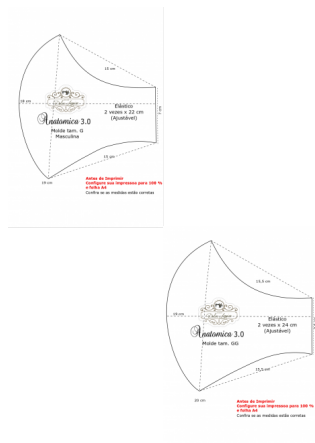 15 cm
18 cm
Elástico
2 vezes x 22 cm
(Ajustável)
7 cm
Anatomica 3.0
Molde tam. G
Masculina
15 cm
19 cm
Antes de Imprimir
Configure sua impressora para 100 %
e folha A4
Confira se as medidas estão corretas
15,5 cm
19 cm
Elástico
2 vezes x 24 cm
(Ajustável)
Anatomica 3.0
Molde tam. GG
15,5 cm
20 cm
Antes de Imprimir
Configure sua impressora para 100 %
e folha A4
Confira se as medidas estão corretas